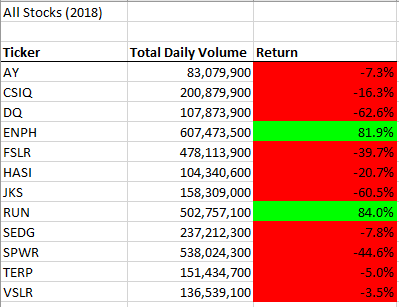 All Stocks (2018)
Ticker Total Daily Volume Return
AY 83,079,900 -7.3%
CSIQ 200,879,900 -16.3%
DQ 107,873,900 -62.6%
ENPH 607,473,500 81.9%
FSLR 478,113,900 -39.7%
HASI 104,340,600 -20.7%
JKS 158,309,000 -60.5%
RUN 502,757,100 84.0%
SEDG 237,212,300 -7.8%
SPWR 538,024,300 -44.6%
TERP 151,434,700 -5.0%
VSLR 136,539,100 -3.5%